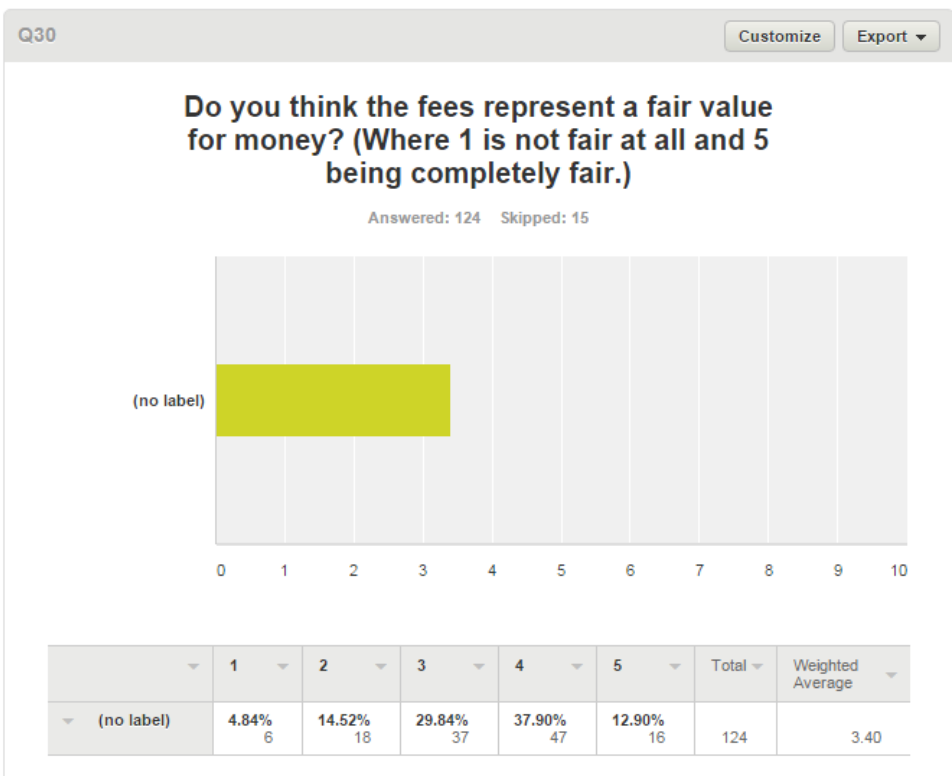 Q30
Customize
Export
Do you think the fees represent a fair value
for money? (Where 1 is not fair at all and 5
being completely fair.)
Answered: 124 Skipped: 15
(no label)
0 1 2 3 4 5 6 7 8 9 10
1 2 3 4 5 Total Weighted
Average
(no label) 4.84% 14.52% 29.84% 37.90% 12.90%
6 18 37 47 16 124 3.40